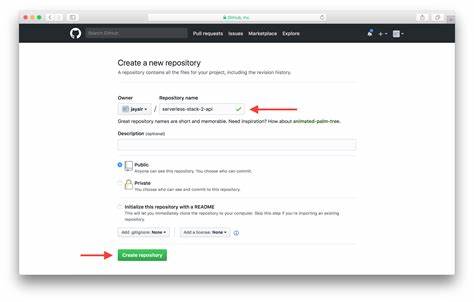 GitHub, Inc.
Search GitHub
Pull requests Issues Marketplace Explore
Create a new repository
A repository contains all the files for your project, including the revision history.
Owner Repository name
jayair / serverless-stack-2-api
Great repository names are short and memorable. Need inspiration? How about animated-palm-tree.
Description (optional)
Public
Anyone can see this repository. You choose who can commit.
Private
You choose who can see and commit to this repository.
Initialize this repository with a README
This will let you immediately clone the repository to your computer. Skip this step if you're importing an existing
repository.
Add .gitignore: None Add a license: None
Create repository